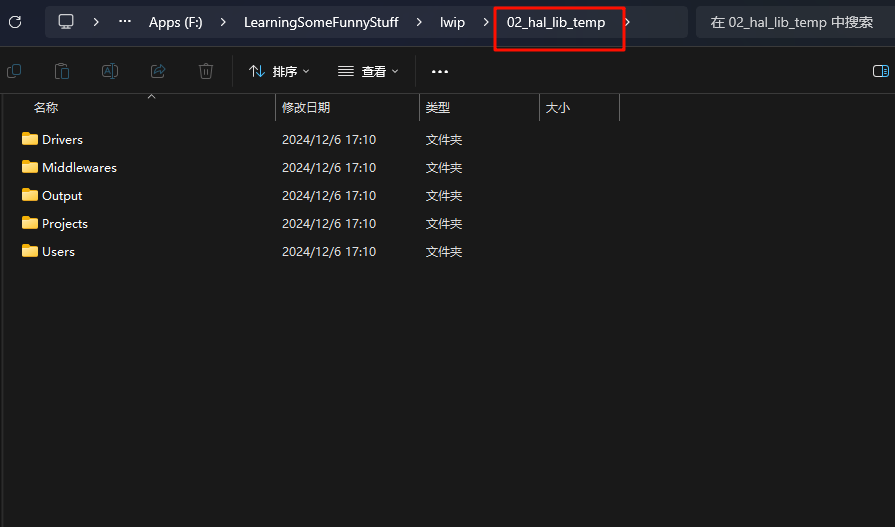 Apps (F:) LearningSomeFunnyStuff lwip 02_hal_lib_temp 在 02_hal_lib_temp 中搜索
排序 查看
名称 修改日期 类型 大小
Drivers 2024/12/6 17:10 文件夹
Middlewares 2024/12/6 17:10 文件夹
Output 2024/12/6 17:10 文件夹
Projects 2024/12/6 17:10 文件夹
Users 2024/12/6 17:10 文件夹